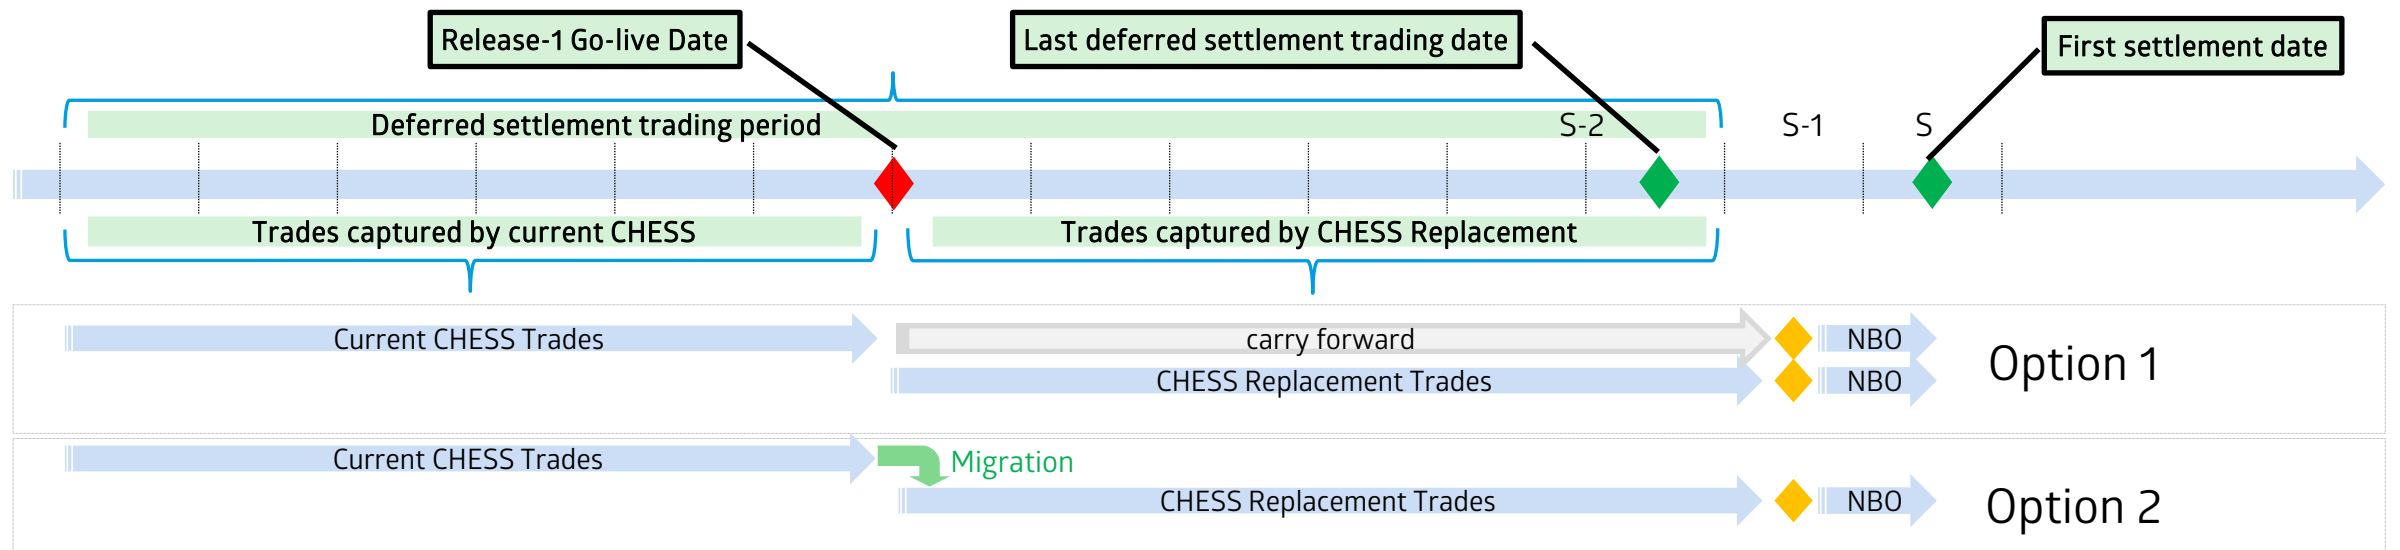 Release-1 Go-live Date
Last deferred settlement trading date
First settlement date
Deferred settlement trading period
S-2
S-1
S
Trades captured by current CHESS
Trades captured by CHESS Replacement
Current CHESS Trades
carry forward
NBO
CHESS Replacement Trades
NBO
Option 1
Current CHESS Trades
Migration
CHESS Replacement Trades
NBO
Option 2